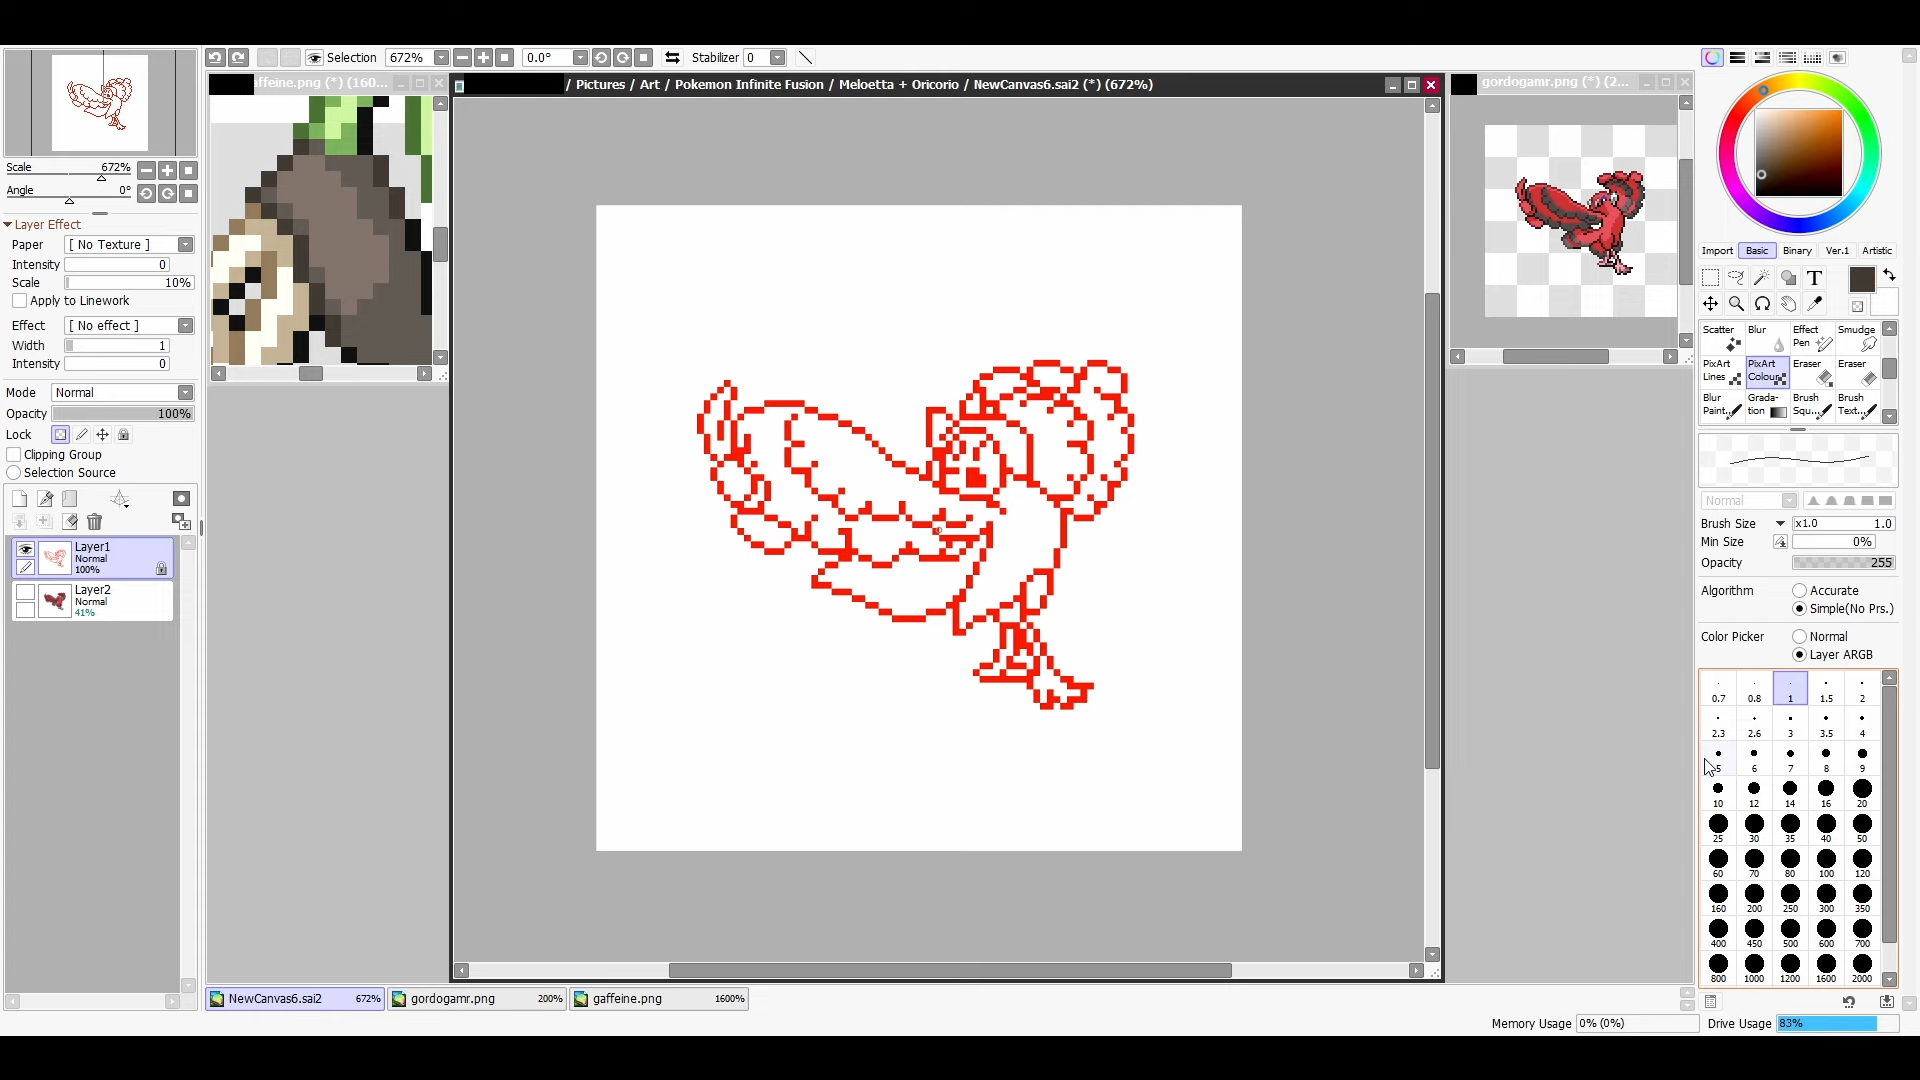 Selection 672% 0.0° Stabilizer 0
affeine.png (*) (160...
/ Pictures / Art / Pokemon Infinite Fusion / Meloetta + Oricorio / NewCanvas6.sai2 (*) (672%)
gordogamr.png (*) (2...
Scale 672%
Angle 0°
Layer Effect
Paper [ No Texture ]
Intensity 0
Scale 10%
Apply to Linework
Effect [ No effect ]
Width 1
Intensity 0
Mode Normal
Opacity 100%
Lock
Clipping Group
Selection Source
Layer1
Normal
100%
Layer2
Normal
41%
Import Basic Binary Ver.1 Artistic
T
Scatter Blur Effect Pen Smudge
PixArt Lines PixArt Colour Eraser Eraser
Blur Paint... Grada-tion Brush Squ... Brush Text...
Normal
Brush Size x1.0 1.0
Min Size 0%
Opacity 255
Algorithm Accurate
Simple(No Prs.)
Color Picker Normal
Layer ARGB
0.7 0.8 1 1.5 2
2.3 2.6 3 3.5 4
5 6 7 8 9
10 12 14 16 20
25 30 35 40 50
60 70 80 100 120
160 200 250 300 350
400 450 500 600 700
800 1000 1200 1600 2000
NewCanvas6.sai2 672% gordogamr.png 200% gaffeine.png 1600%
Memory Usage 0% (0%) Drive Usage 83%